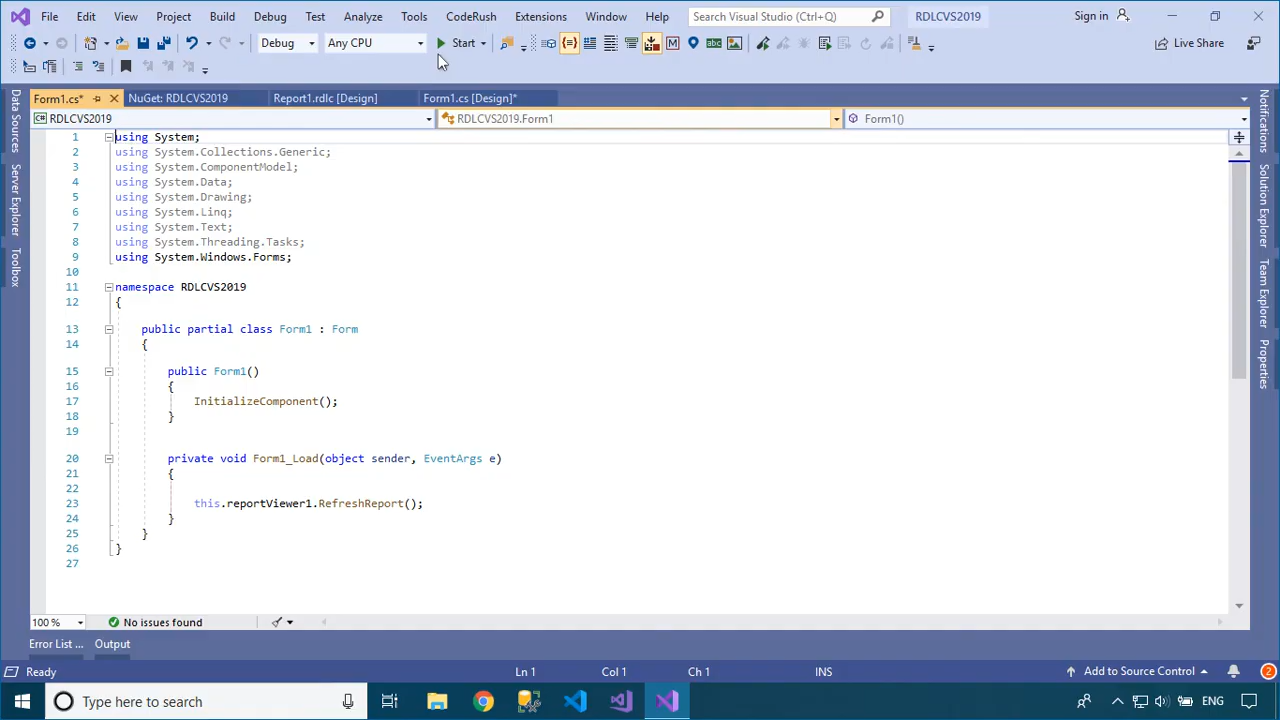 File Edit View Project Build Debug Test Analyze Tools CodeRush Extensions Window Help Search Visual Studio (Ctrl+Q) RDLCVS2019 Sign in
Debug Any CPU Start Live Share
Form1.cs* NuGet: RDLCVS2019 Report1.rdlc [Design] Form1.cs [Design]*
RDLCVS2019 RDLCVS2019.Form1 Form1()
Data Sources
Server Explorer
Toolbox
1 using System;
2 using System.Collections.Generic;
3 using System.ComponentModel;
4 using System.Data;
5 using System.Drawing;
6 using System.Linq;
7 using System.Text;
8 using System.Threading.Tasks;
9 using System.Windows.Forms;
10
11 namespace RDLCVS2019
12 {
13 public partial class Form1 : Form
14 {
15 public Form1()
16 {
17 InitializeComponent();
18 }
19
20 private void Form1_Load(object sender, EventArgs e)
21 {
22
23 this.reportViewer1.RefreshReport();
24 }
25 }
26 }
27
Notifications
Solution Explorer
Team Explorer
Properties
100 % No issues found
Error List ... Output
Ready Ln 1 Col 1 Ch 1 INS Add to Source Control 2
Type here to search ENG